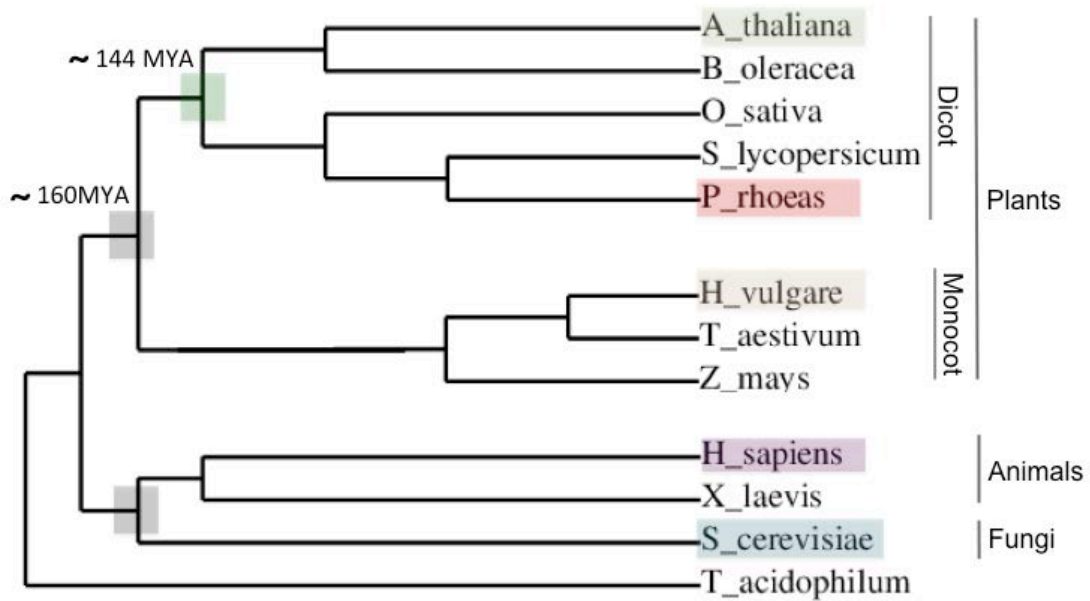 A_thaliana
~ 144 MYA
B_oleracea
O_sativa
S_lycopersicum
P_rhoeas
Dicot
~ 160MYA
Plants
H_vulgare
T_aestivum
Z_mays
Monocot
H_sapiens
X_laevis
Animals
S_cerevisiae
Fungi
T_acidophilum